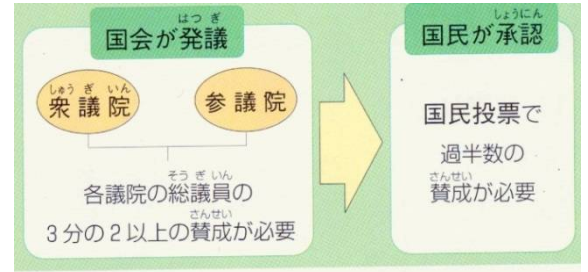 はつ ぎ
国会が発議
しゅう ぎ いん
衆議院
参議院
そう ぎ いん
各議院の総議員の
さんせい
3分の2以上の賛成が必要
しょうにん
国民が承認
国民投票で
過半数の
さんせい
賛成が必要